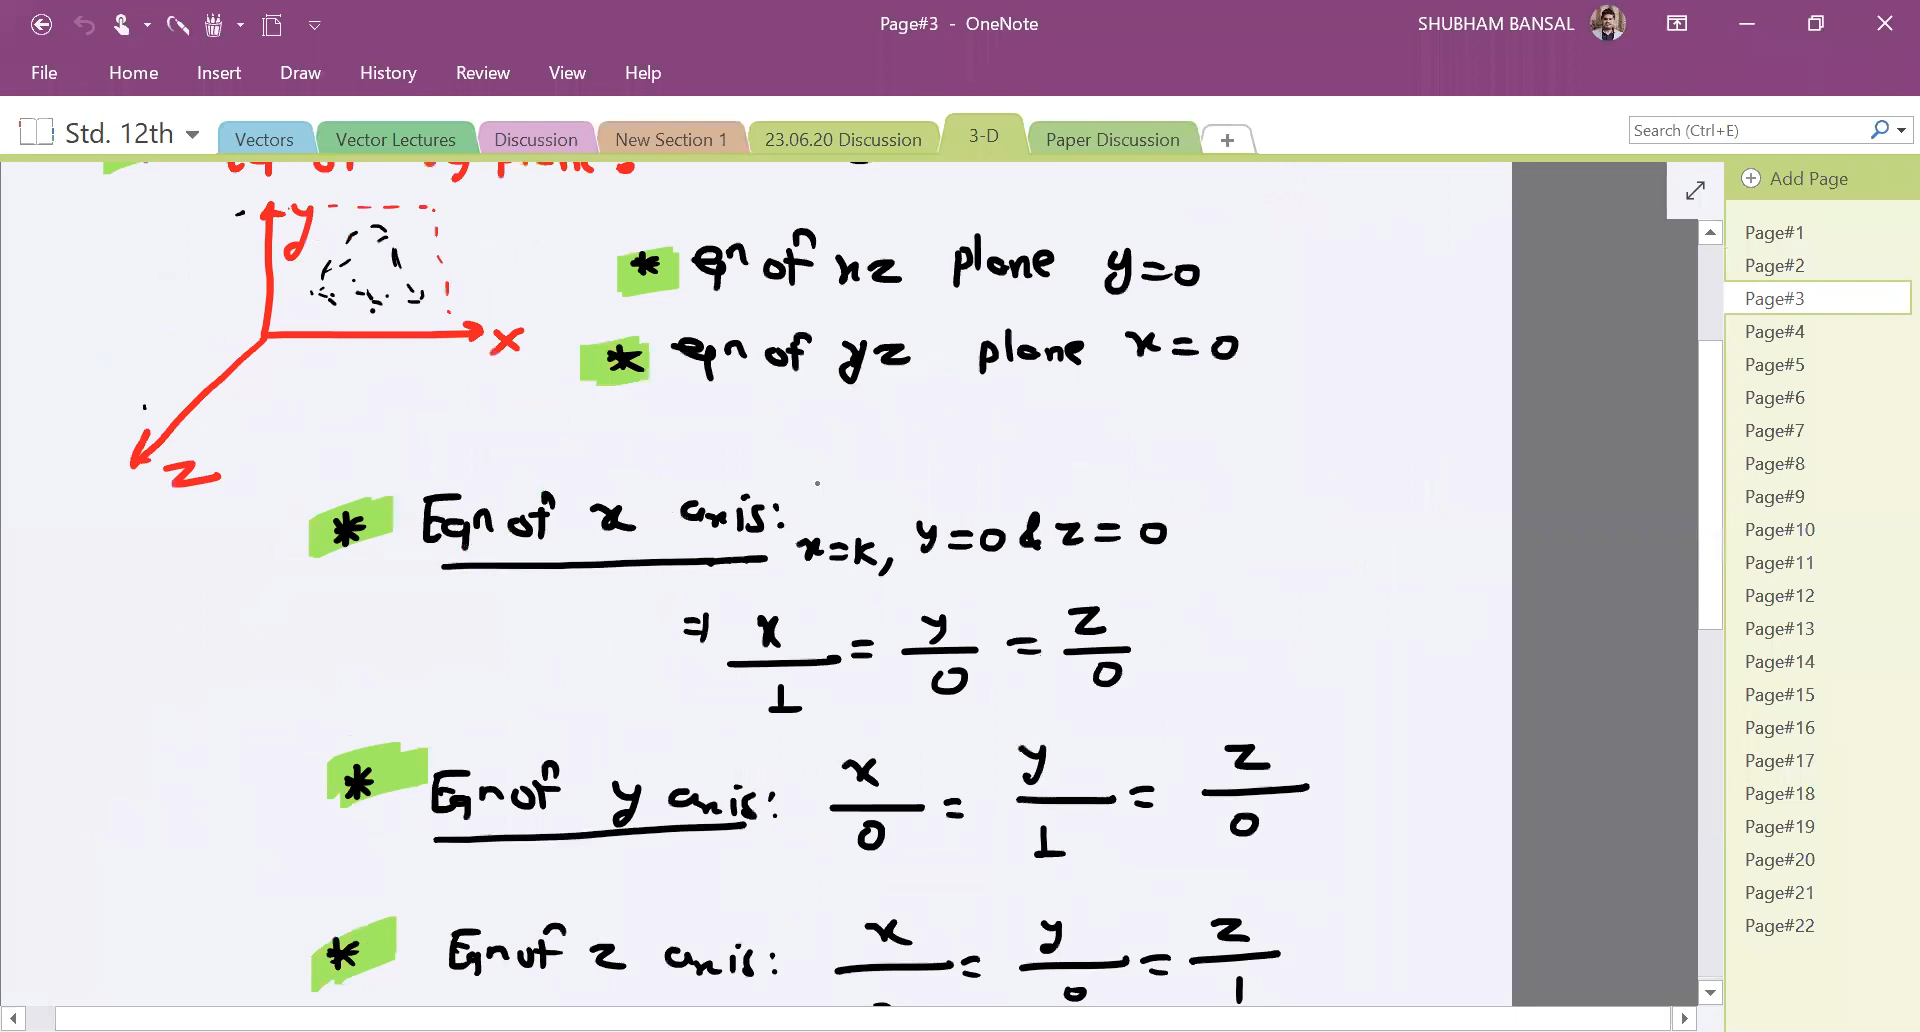 Page#3 - OneNote
SHUBHAM BANSAL
File Home Insert Draw History Review View Help
Std. 12th
Vectors Vector Lectures Discussion New Section 1 23.06.20 Discussion 3-D Paper Discussion +
Search (Ctrl+E)
Add Page
Page#1
Page#2
Page#3
Page#4
Page#5
Page#6
Page#7
Page#8
Page#9
Page#10
Page#11
Page#12
Page#13
Page#14
Page#15
Page#16
Page#17
Page#18
Page#19
Page#20
Page#21
Page#22
y
x
z
* Eqn of xz plane y=0
* eqn of yz plane x=0
* Eqn of x axis: x=k, y=0 & z=0
⇒ x/1 = y/0 = z/0
* Eqn of y axis: x/0 = y/1 = z/0
* Eqn of z axis: x/ = y/0 = z/1